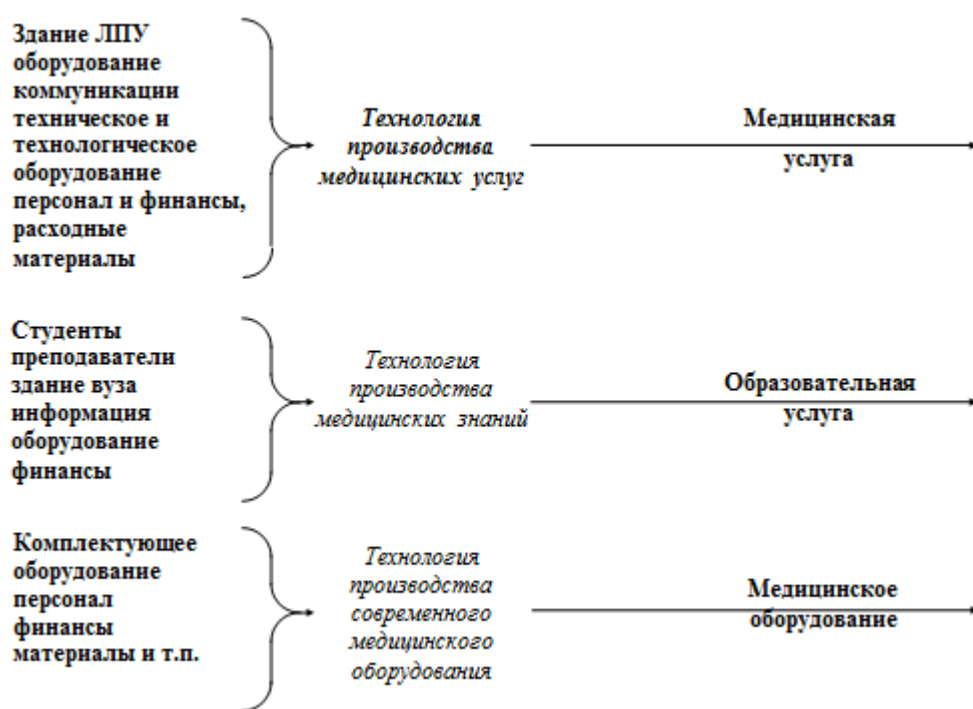 Здание ЛПУ
оборудование
коммуникации
техническое и
технологическое
оборудование
персонал и финансы,
расходные
материалы
Технология
производства
медицинских услуг
Медицинская
услуга
Студенты
преподаватели
здание вуза
информация
оборудование
финансы
Технология
производства
медицинских знаний
Образовательная
услуга
Комплектующее
оборудование
персонал
финансы
материалы и т.п.
Технология
производства
современного
медицинского
оборудования
Медицинское
оборудование